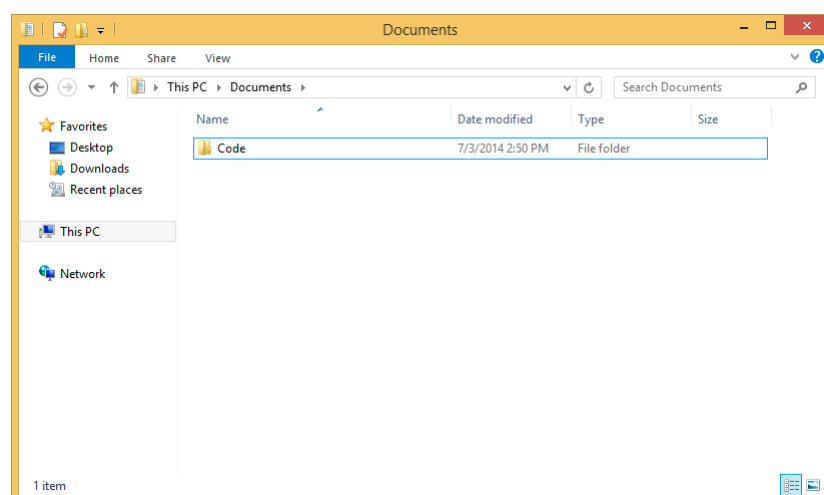 Documents
File Home Share View
This PC Documents Search Documents
Name Date modified Type Size
Favorites
Desktop
Downloads
Recent places
This PC
Network
Code 7/3/2014 2:50 PM File folder
1 item